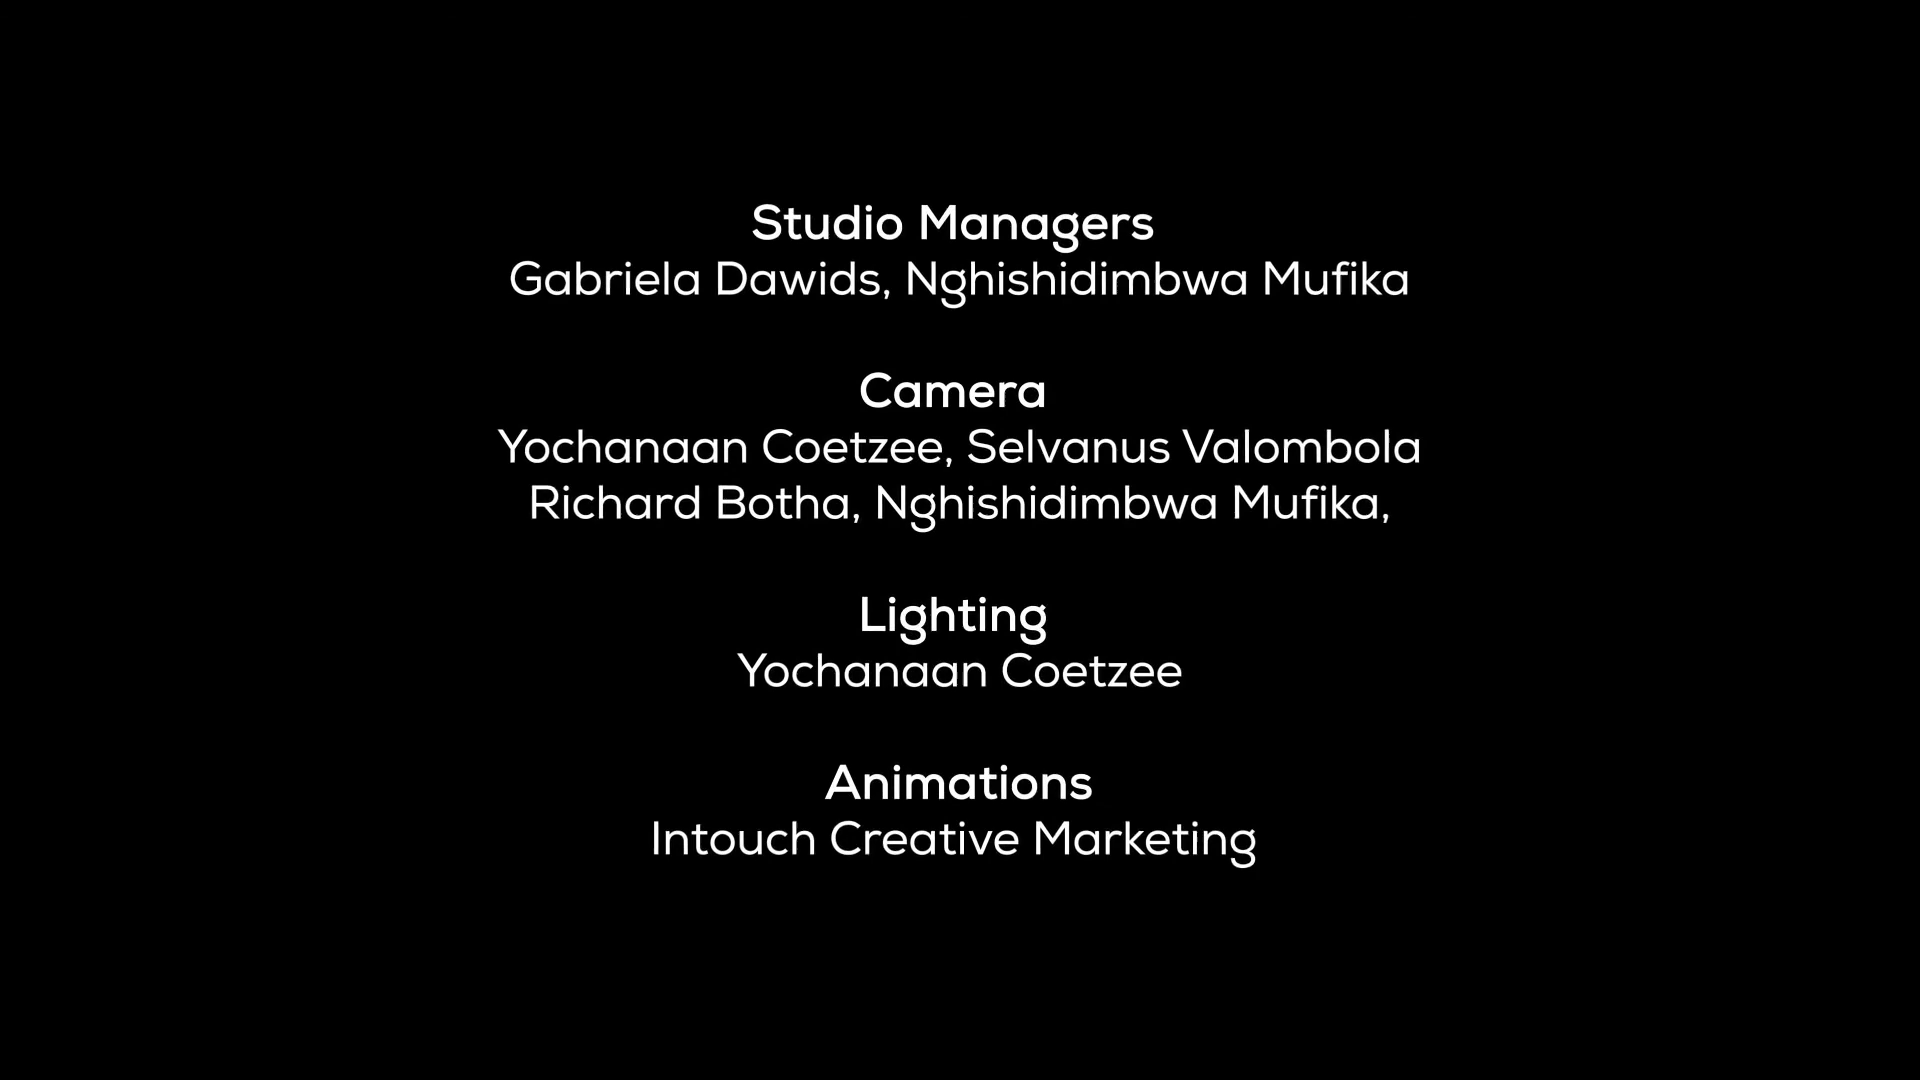 Studio Managers
Gabriela Dawids, Nghishidimbwa Mufika
Camera
Yochanaan Coetzee, Selvanus Valombola
Richard Botha, Nghishidimbwa Mufika,
Lighting
Yochanaan Coetzee
Animations
Intouch Creative Marketing